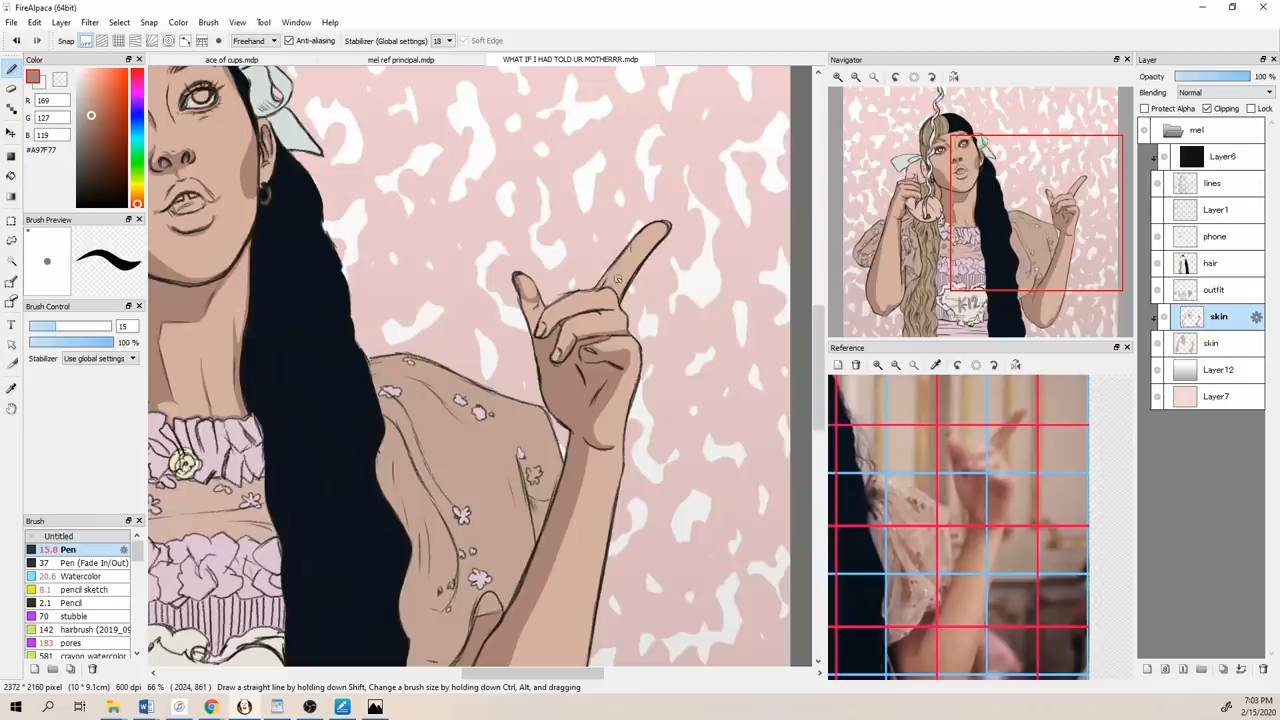 FireAlpaca (64bit)
File Edit Layer Filter Select Snap Color Brush View Tool Window Help
Snap off Freehand Anti-aliasing Stabilizer (Global settings) 18 Soft Edge
Color
R 169
G 127
B 119
#A97F77
Brush Preview
Brush Control
15
100 %
Stabilizer Use global settings
Brush
Untitled
15.8 Pen
37 Pen (Fade In/Out)
20.6 Watercolor
8.1 pencil sketch
2.1 Pencil
70 stubble
142 hairbrush (2019_09
183 pores
581 crayon watercolor
ace of cups.mdp mel ref principal.mdp WHAT IF I HAD TOLD UR MOTHERRR.mdp
K-12
Navigator
Reference
Layer
Opacity 100 %
Blending Normal
Protect Alpha Clipping Lock
mel
Layer6
lines
Layer1
phone
hair
outfit
skin
skin
Layer12
Layer7
2372 * 2160 pixel (10 * 9.1cm) 600 dpi 66 % ( 2024, 861 ) Draw a straight line by holding down Shift, Change a brush size by holding down Ctrl, Alt, and dragging
7:03 PM
2/15/2020